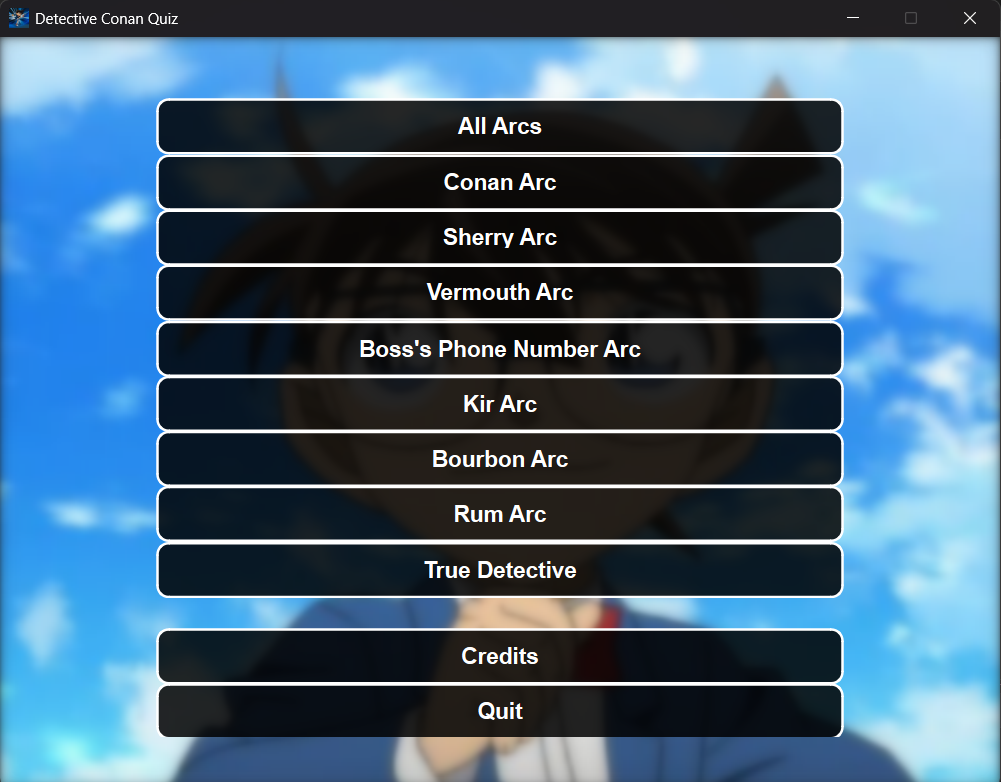 Detective Conan Quiz
All Arcs
Conan Arc
Sherry Arc
Vermouth Arc
Boss's Phone Number Arc
Kir Arc
Bourbon Arc
Rum Arc
True Detective
Credits
Quit